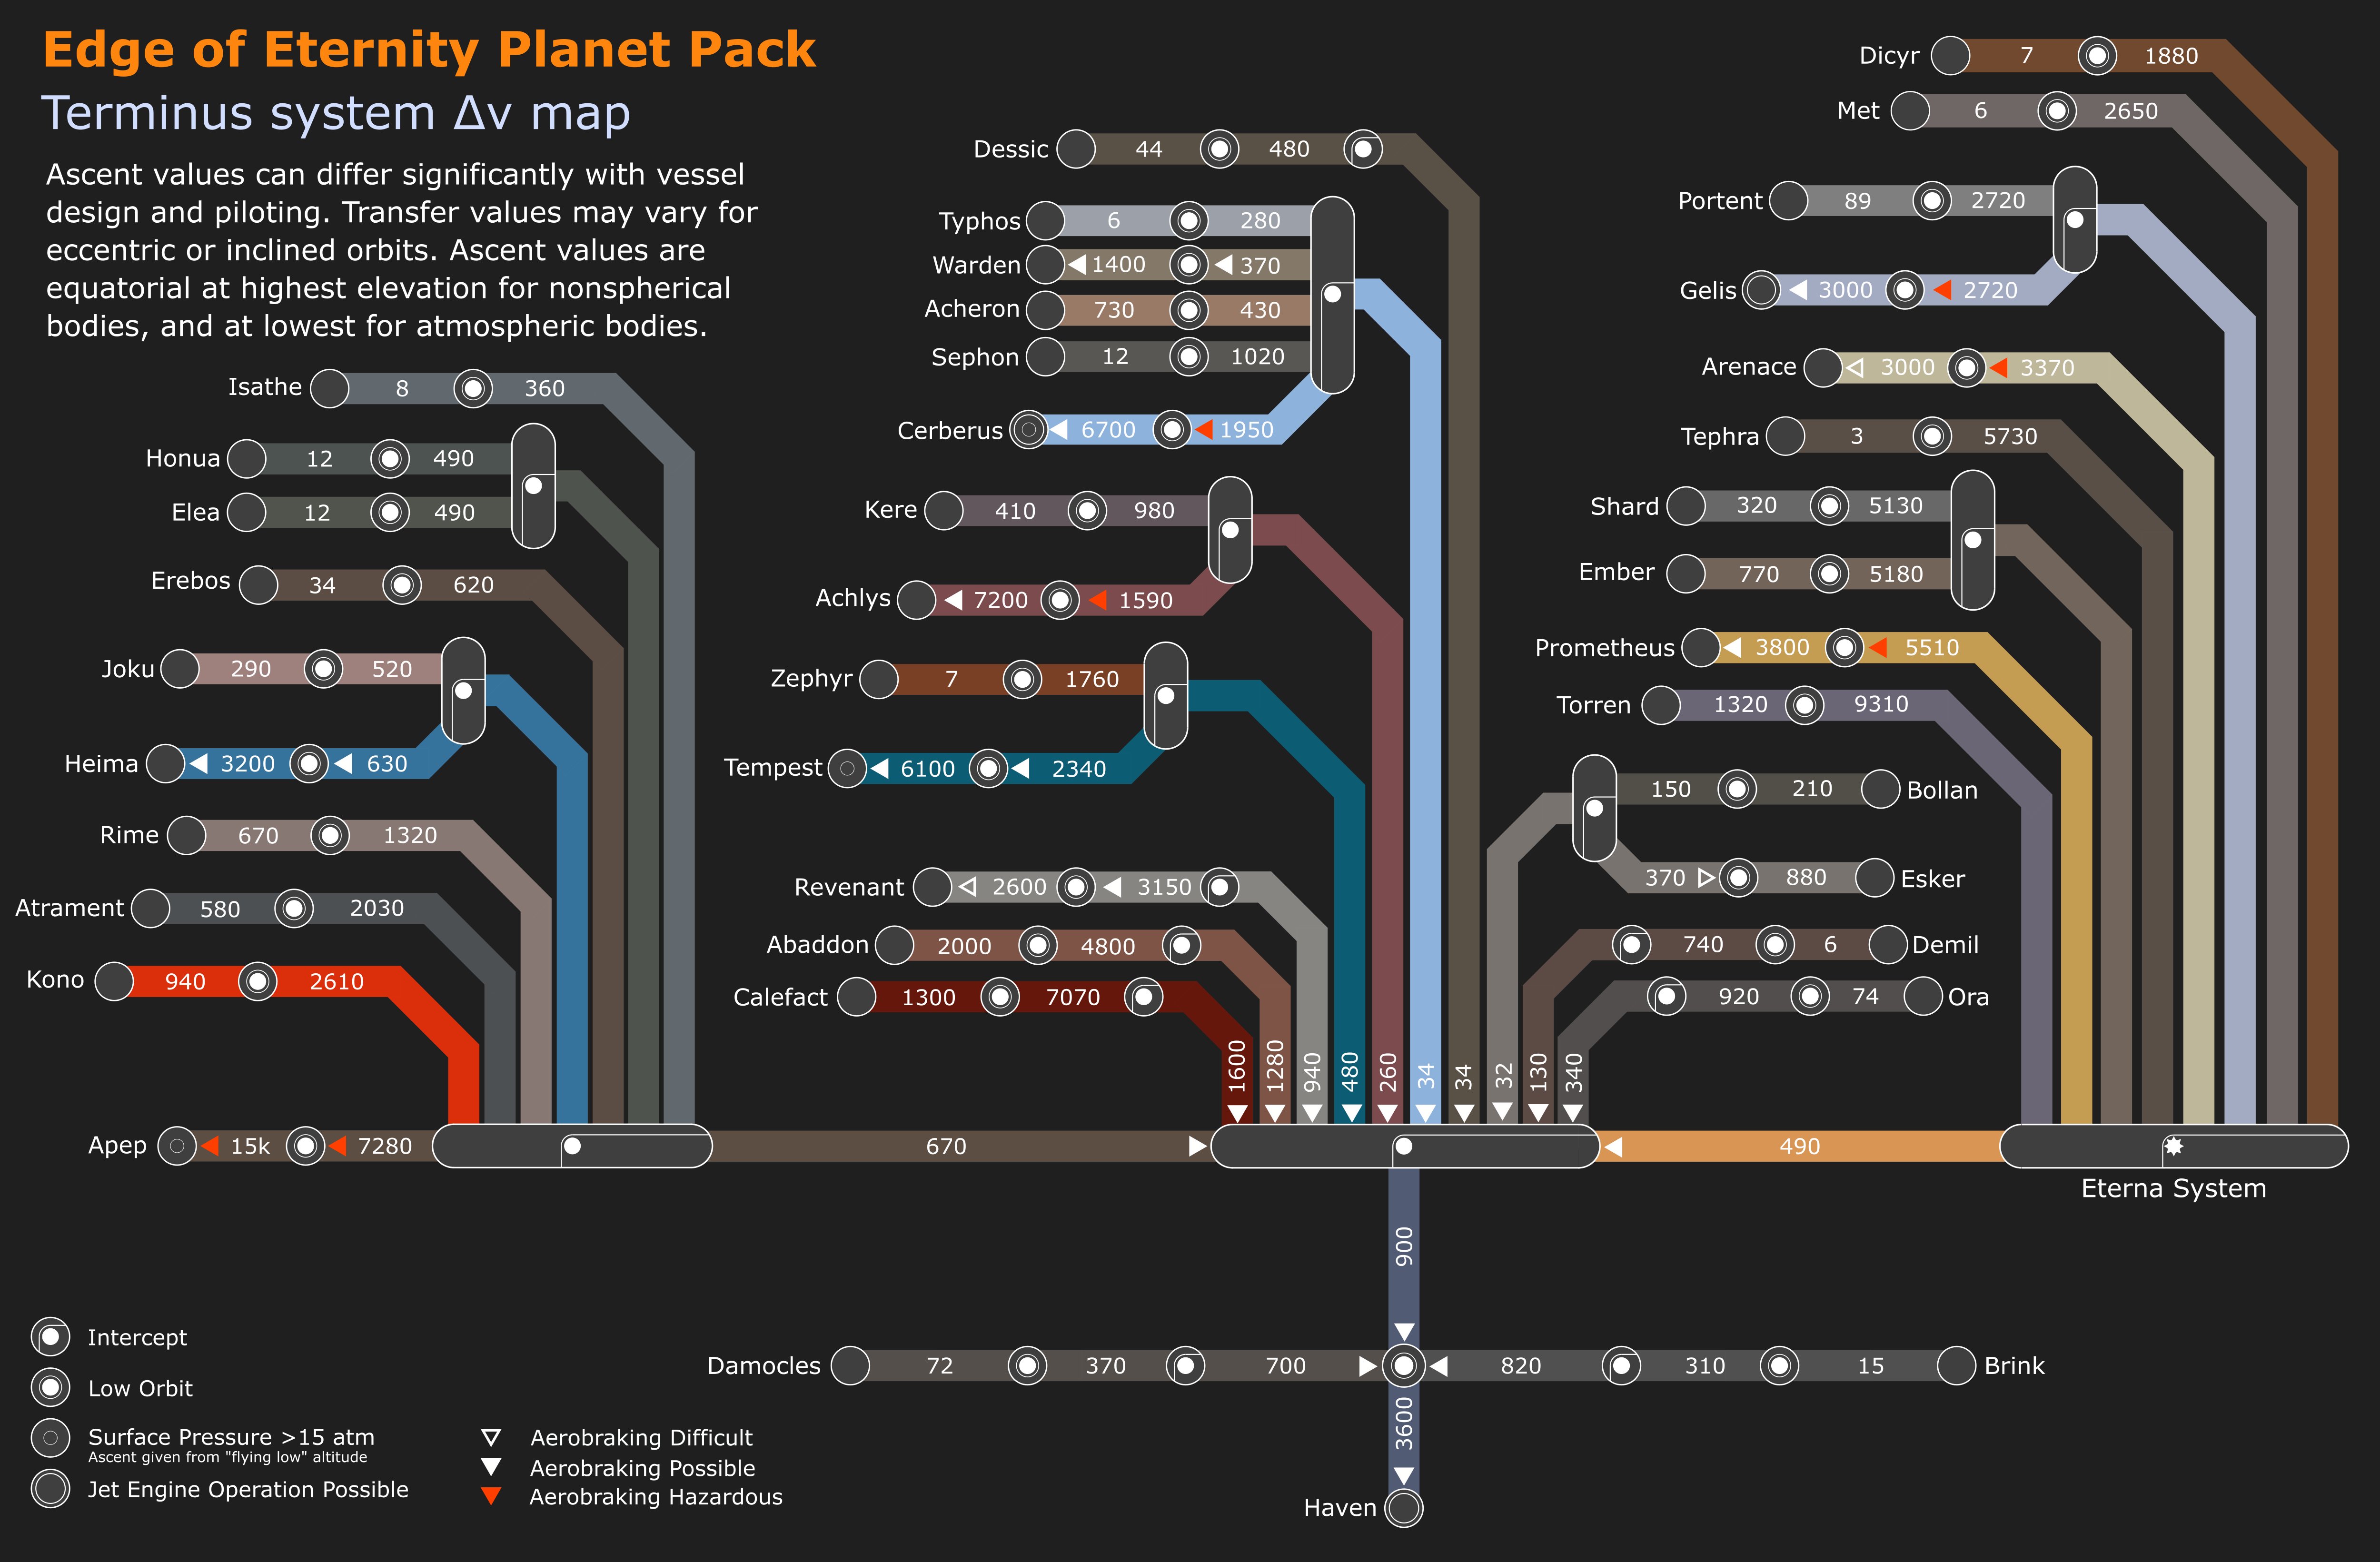 Edge of Eternity Planet Pack
Terminus system Δv map
Ascent values can differ significantly with vessel
design and piloting. Transfer values may vary for
eccentric or inclined orbits. Ascent values are
equatorial at highest elevation for nonspherical
bodies, and at lowest for atmospheric bodies.
Isathe 8 360
Honua 12 490
Elea 12 490
Erebos 34 620
Joku 290 520
Heima 3200 630
Rime 670 1320
Atrament 580 2030
Kono 940 2610
Apep 15k 7280
670
Dessic 44 480
Typhos 6 280
Warden 1400 370
Acheron 730 430
Sephon 12 1020
Cerberus 6700 1950
Kere 410 980
Achlys 7200 1590
Zephyr 7 1760
Tempest 6100 2340
Revenant 2600 3150
Abaddon 2000 4800
Calefact 1300 7070
1600
1280
940
480
260
34
34
32
130
340
Dicyr 7 1880
Met 6 2650
Portent 89 2720
Gelis 3000 2720
Arenace 3000 3370
Tephra 3 5730
Shard 320 5130
Ember 770 5180
Prometheus 3800 5510
Torren 1320 9310
150 210 Bollan
370 880 Esker
740 6 Demil
920 74 Ora
490
Eterna System
900
Damocles 72 370 700
820 310 15 Brink
3600
Haven
Intercept
Low Orbit
Surface Pressure >15 atm
Ascent given from "flying low" altitude
Jet Engine Operation Possible
Aerobraking Difficult
Aerobraking Possible
Aerobraking Hazardous